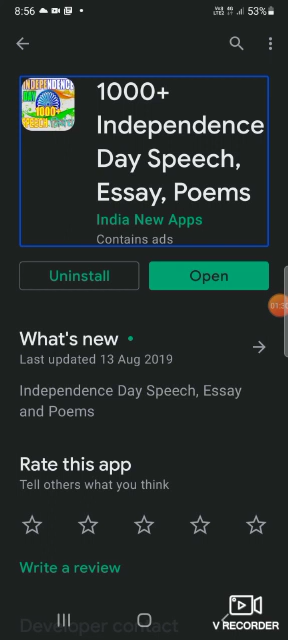 8:56
53%
1000+
Independence
Day Speech,
Essay, Poems
India New Apps
Contains ads
Uninstall
Open
What's new
Last updated 13 Aug 2019
Independence Day Speech, Essay
and Poems
Rate this app
Tell others what you think
Write a review
Developer contact
V RECORDER